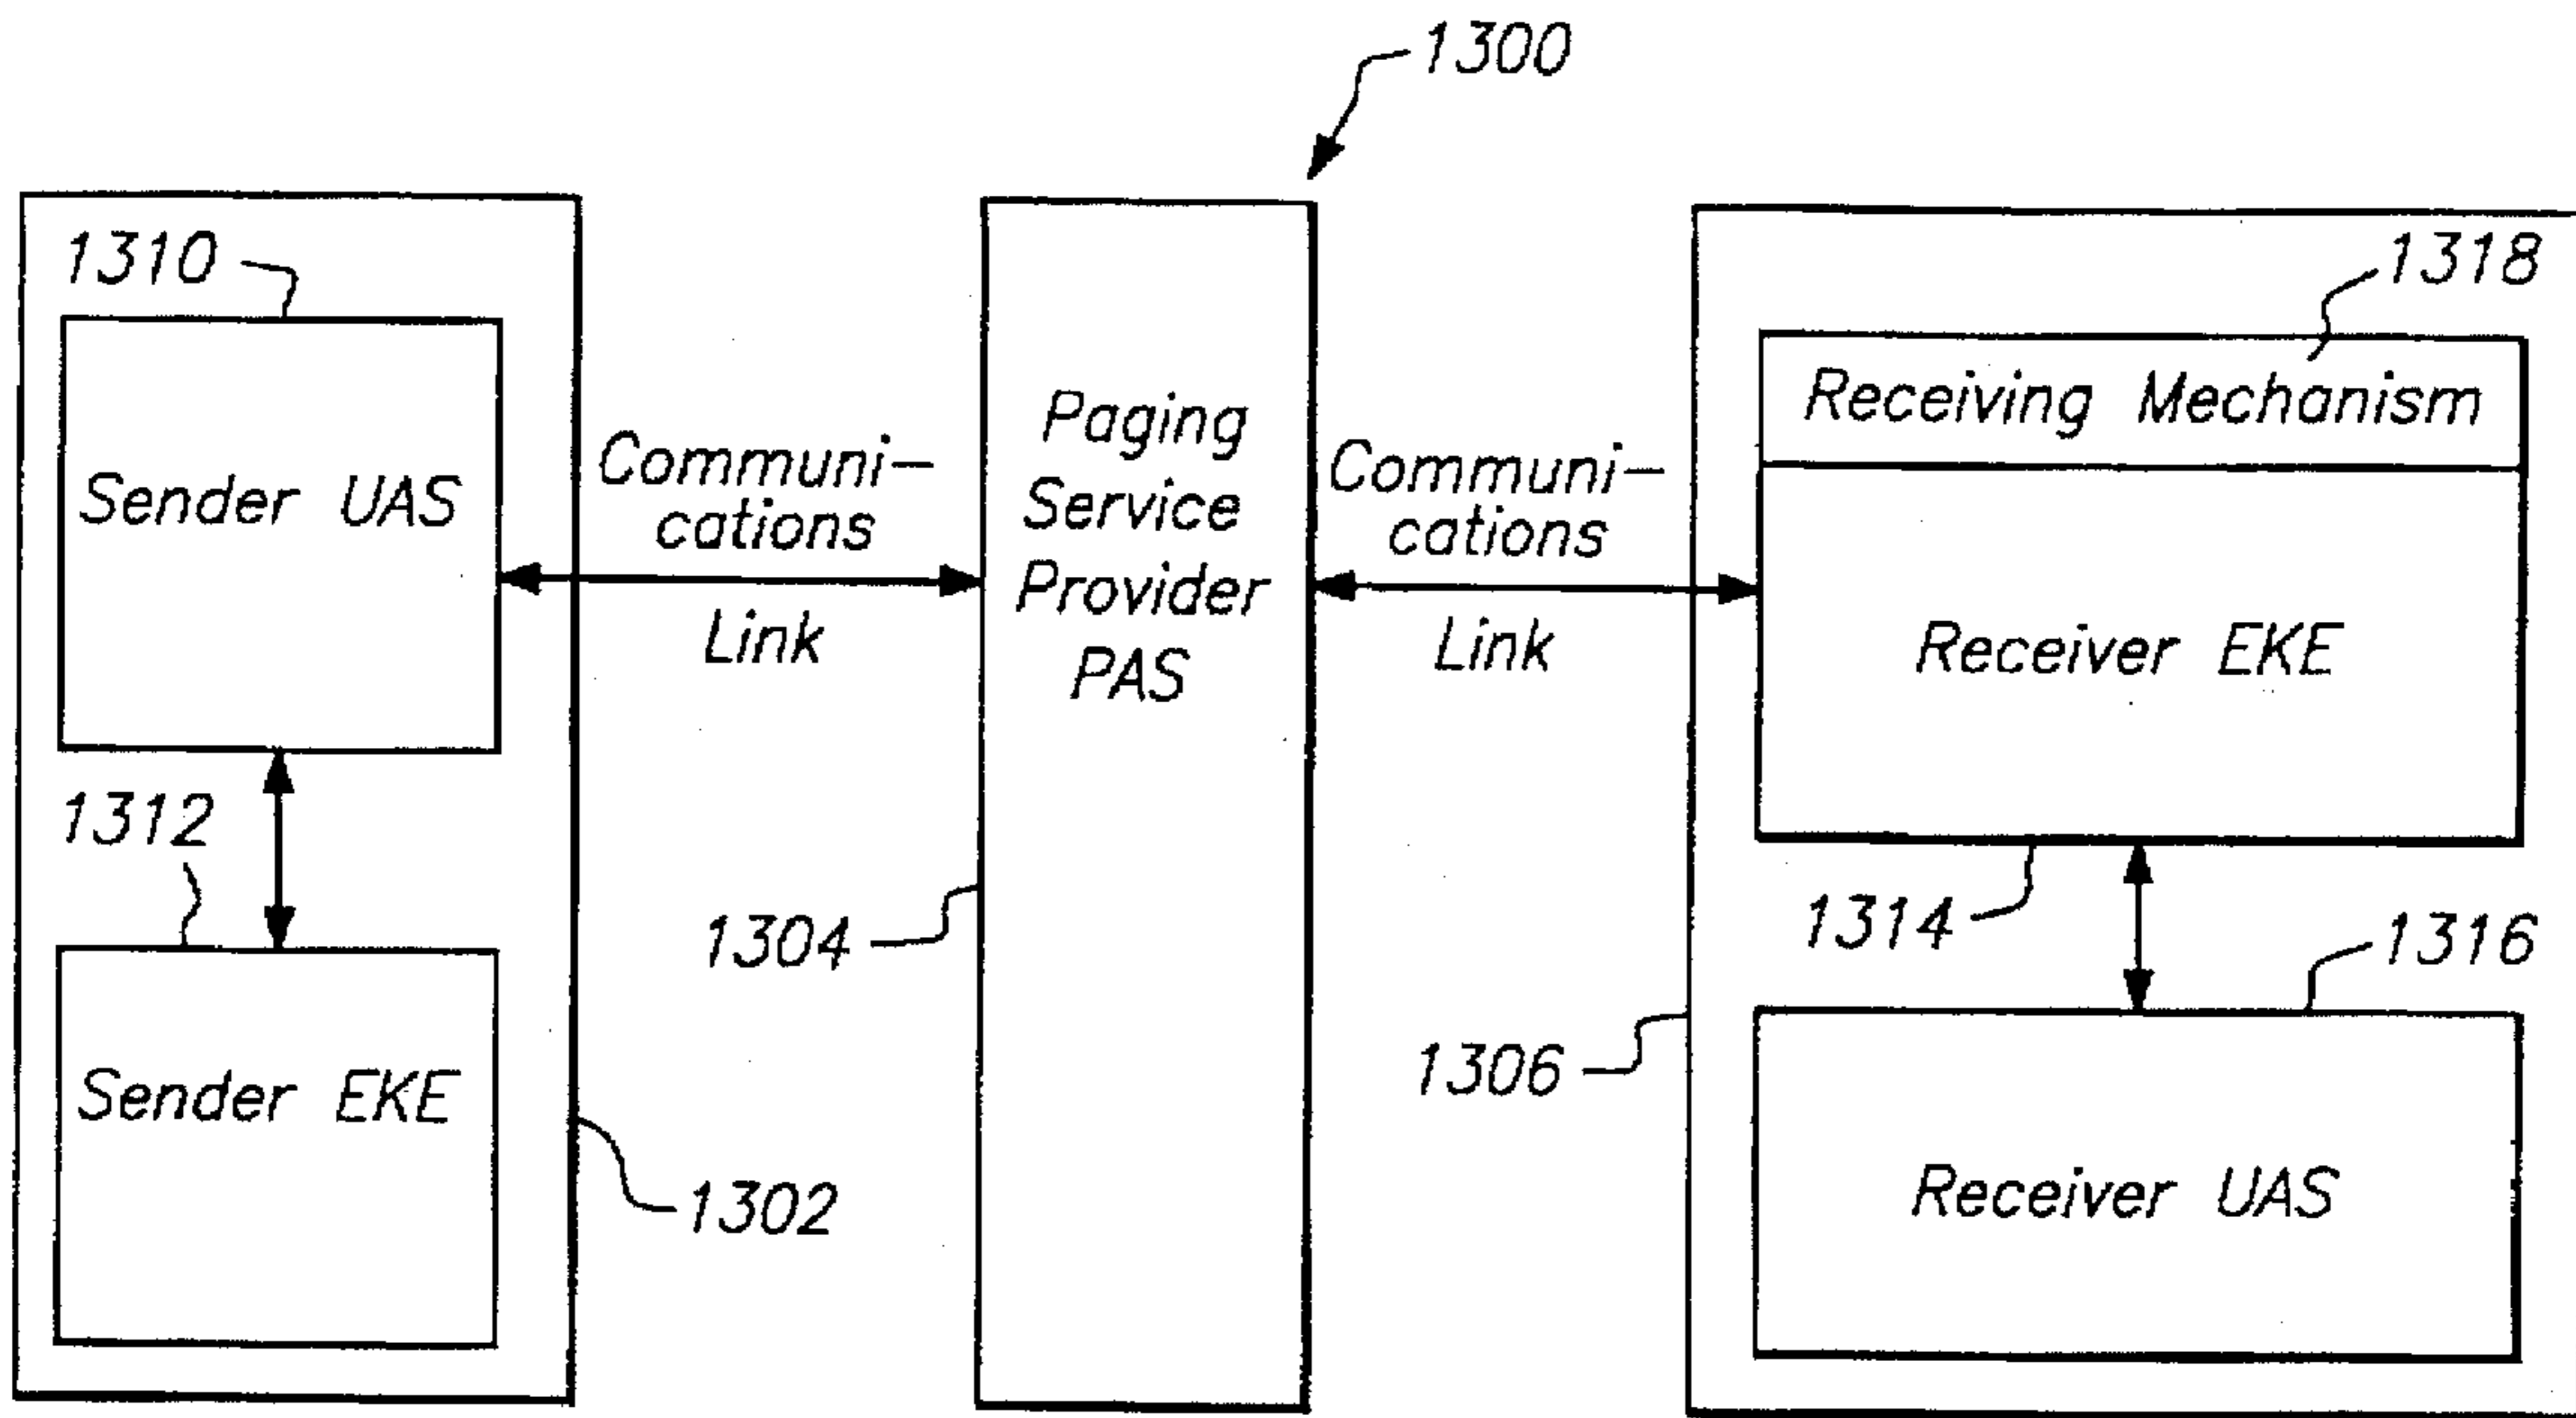 1300
1310
Sender UAS
1312
Sender EKE
1302
Communi-
cations
Link
Paging
Service
Provider
PAS
1304
Communi-
cations
Link
1318
Receiving Mechanism
Receiver EKE
1314
1316
1306
Receiver UAS